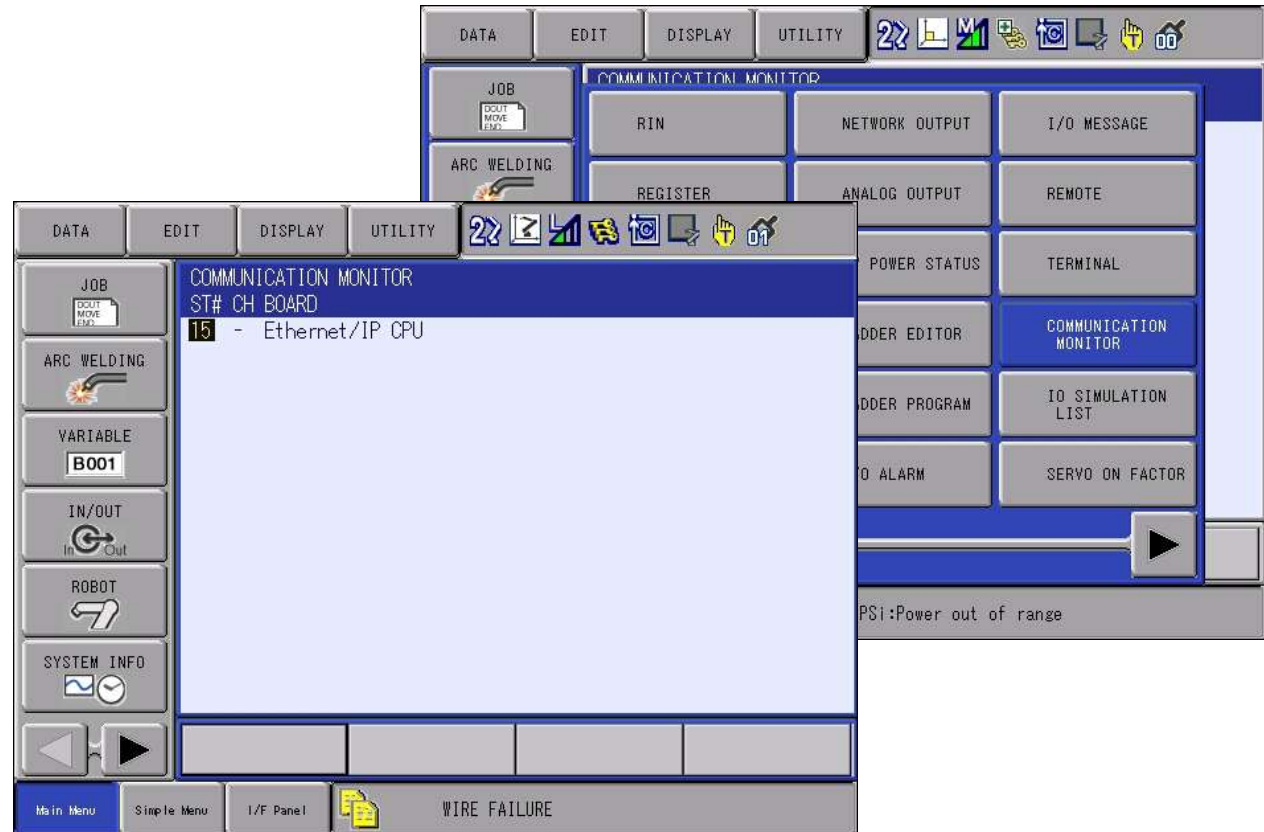 DATA
EDIT
DISPLAY
UTILITY
22
00
JOB
DOUT
MOVE
END
ARC WELDING
COMMUNICATION MONITOR
RIN
NETWORK OUTPUT
I/O MESSAGE
REGISTER
ANALOG OUTPUT
REMOTE
POWER STATUS
TERMINAL
DDER EDITOR
COMMUNICATION
MONITOR
DDER PROGRAM
IO SIMULATION
LIST
O ALARM
SERVO ON FACTOR
PSi:Power out of range
DATA
EDIT
DISPLAY
UTILITY
22
01
JOB
DOUT
MOVE
END
ARC WELDING
VARIABLE
B001
IN/OUT
In Out
ROBOT
SYSTEM INFO
COMMUNICATION MONITOR
ST# CH BOARD
15 - Ethernet/IP CPU
Main Menu
Simple Menu
I/F Panel
WIRE FAILURE